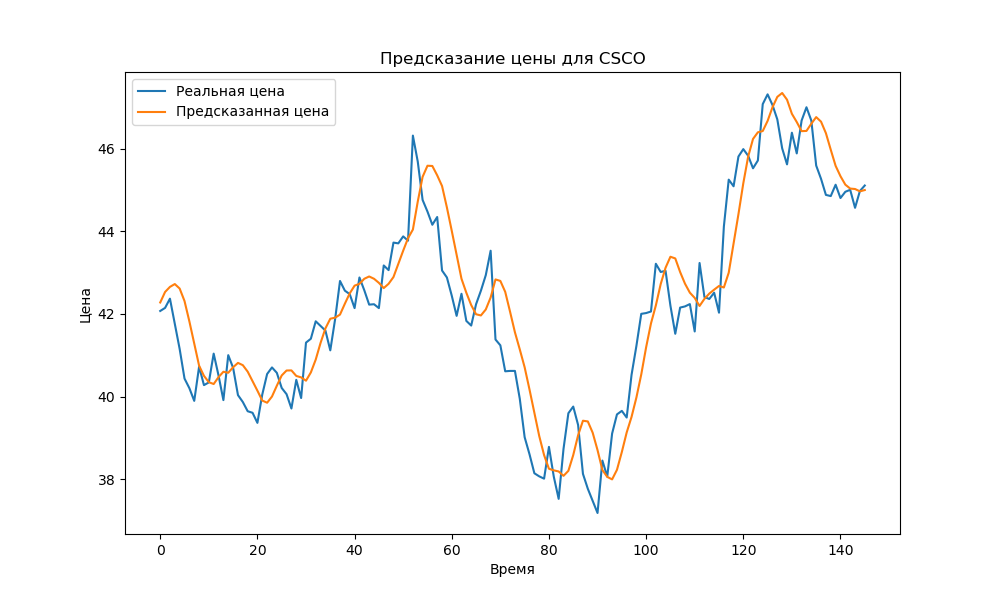 Предсказание цены для CSCO
Реальная цена
Предсказанная цена
Цена
46
44
42
40
38
0 20 40 60 80 100 120 140
Время